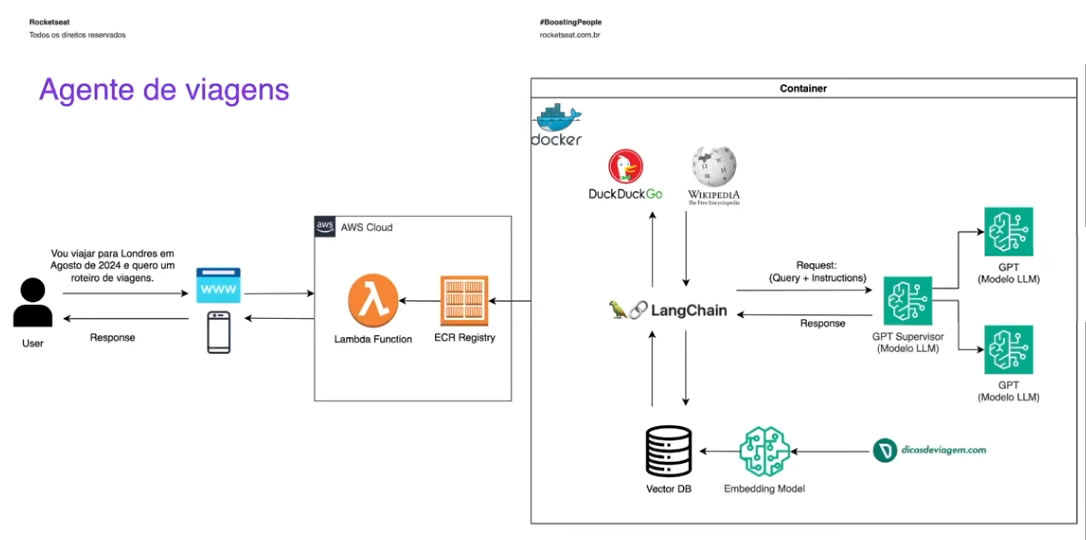 Rocketseat
Todos os direitos reservados
#BoostingPeople
rocketseat.com.br
Agente de viagens
Container
docker
DuckDuckGo
WIKIPEDIA
The Free Encyclopedia
aws
AWS Cloud
Vou viajar para Londres em
Agosto de 2024 e quero um
roteiro de viagens.
WWW
User
Response
Lambda Function
ECR Registry
LangChain
Request:
{Query + Instructions}
Response
GPT Supervisor
(Modelo LLM)
GPT
(Modelo LLM)
GPT
(Modelo LLM)
Vector DB
Embedding Model
dicasdeviagem.com